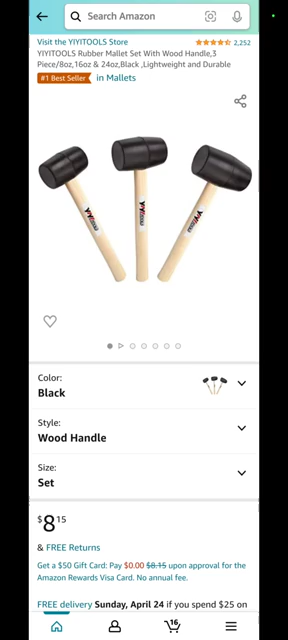 Search Amazon
Visit the YIYITOOLS Store
2,252
YIYITOOLS Rubber Mallet Set With Wood Handle,3
Piece/8oz,16oz & 24oz,Black ,Lightweight and Durable
#1 Best Seller in Mallets
Color:
Black
Style:
Wood Handle
Size:
Set
$8 15
& FREE Returns
Get a $50 Gift Card: Pay $0.00 $8.15 upon approval for the
Amazon Rewards Visa Card. No annual fee.
FREE delivery Sunday, April 24 if you spend $25 on
16